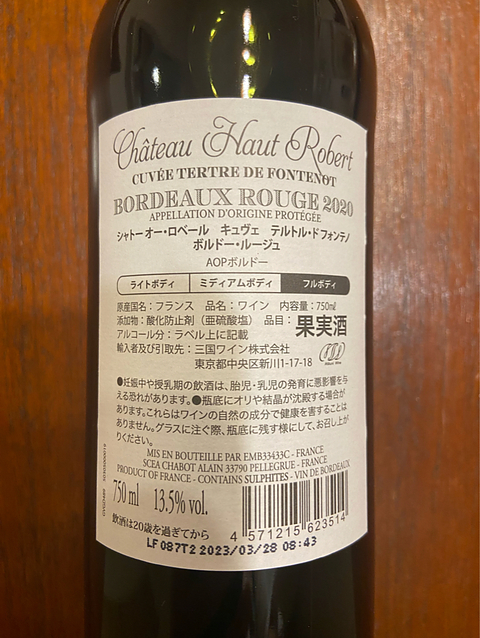 Château Haut Robert
CUVÉE TERTRE DE FONTENOT
BORDEAUX ROUGE 2020
APPELLATION D'ORIGINE PROTÉGÉE
シャトー オー・ロベール キュヴェ テルトル・ド フォンテノ
ボルドー・ルージュ
AOPボルドー
ライトボディ ミディアムボディ フルボディ
原産国名：フランス 品名：ワイン 内容量：750ml
添加物：酸化防止剤（亜硫酸塩） 品目：果実酒
アルコール分：ラベル上に記載
輸入者及び引取先：三国ワイン株式会社
東京都中央区新川1-17-18
●妊娠中や授乳期の飲酒は、胎児・乳児の発育に悪影響を与
える恐れがあります。●瓶底にオリや結晶が沈殿する場合が
あります。これらはワインの自然の成分で健康を害することは
ありません。グラスに注ぐ際、瓶底に残す様にして、お召し上が
りください。
MIS EN BOUTEILLE PAR EMB33433C - FRANCE
SCEA CHABOT ALAIN 33790 PELLEGRUE - FRANCE
PRODUCT OF FRANCE - CONTAINS SULPHITES - VIN DE BORDEAUX
750 ml 13.5% vol.
飲酒は20歳を過ぎてから
4 571215 623514
LF 087T2 2023/03/28 08:43